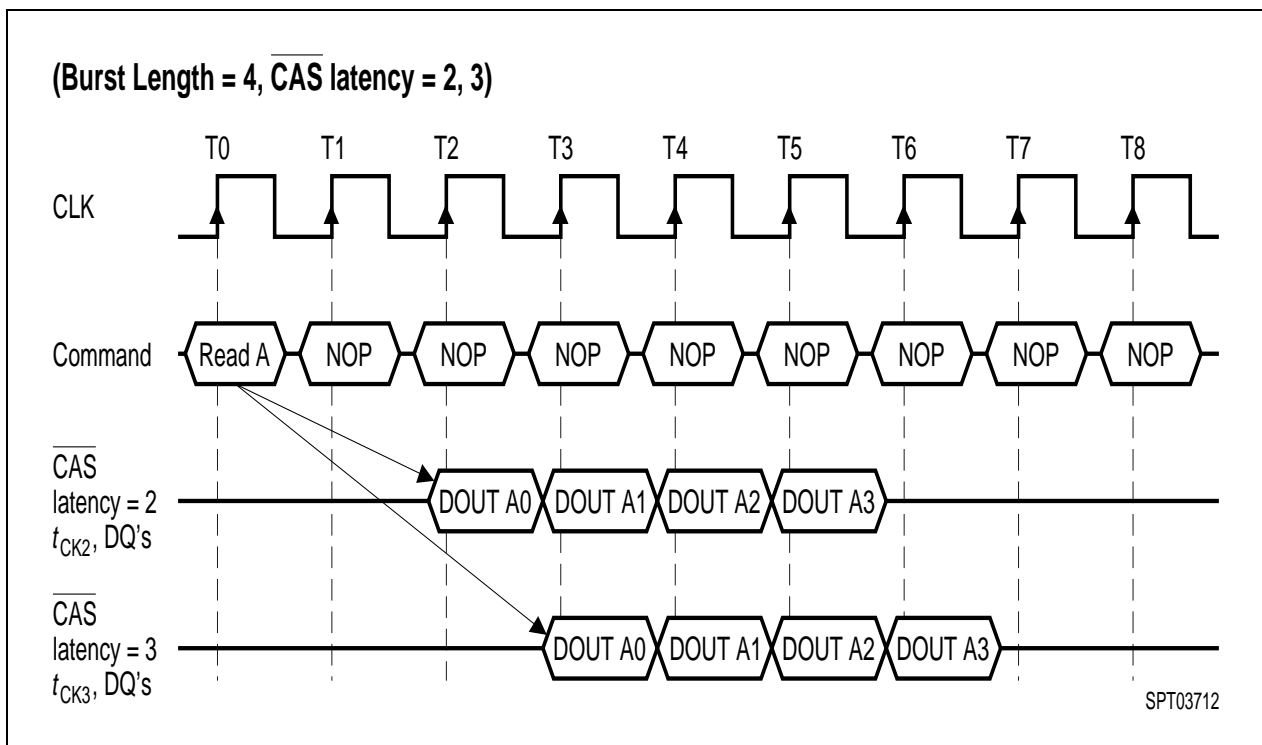 (Burst Length = 4, CAS latency = 2, 3)
T0 T1 T2 T3 T4 T5 T6 T7 T8
CLK
Command Read A NOP NOP NOP NOP NOP NOP NOP NOP
CAS
latency = 2
tCK2, DQ's
DOUT A0 DOUT A1 DOUT A2 DOUT A3
CAS
latency = 3
tCK3, DQ's
DOUT A0 DOUT A1 DOUT A2 DOUT A3
SPT03712